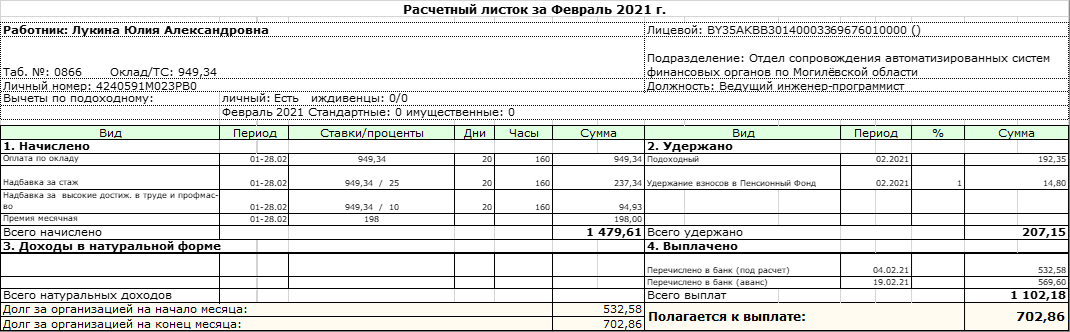 Расчетный листок за Февраль 2021 г.
Работник: Лукина Юлия Александровна
Лицевой: BY35AKBB30140003369676010000 ()
Таб. №: 0866 Оклад/ТС: 949,34
Подразделение: Отдел сопровождения автоматизированных систем
финансовых органов по Могилёвской области
Личный номер: 4240591M023PB0
Должность: Ведущий инженер-программист
Вычеты по подоходному: личный: Есть иждивенцы: 0/0
Февраль 2021 Стандартные: 0 имущественные: 0
Вид Период Ставки/проценты Дни Часы Сумма Вид Период % Сумма
1. Начислено 2. Удержано
Оплата по окладу 01-28.02 949,34 20 160 949,34 Подоходный 02.2021 192,35
Надбавка за стаж 01-28.02 949,34 / 25 20 160 237,34 Удержание взносов в Пенсионный Фонд 02.2021 1 14,80
Надбавка за высокие достиж. в труде и профмас-
во 01-28.02 949,34 / 10 20 160 94,93
Премия месячная 01-28.02 198 198,00
Всего начислено 1 479,61 Всего удержано 207,15
3. Доходы в натуральной форме 4. Выплачено
Перечислено в банк (под расчет) 04.02.21 532,58
Перечислено в банк (аванс) 19.02.21 569,60
Всего натуральных доходов Всего выплат 1 102,18
Долг за организацией на начало месяца: 532,58
Долг за организацией на конец месяца: 702,86
Полагается к выплате: 702,86